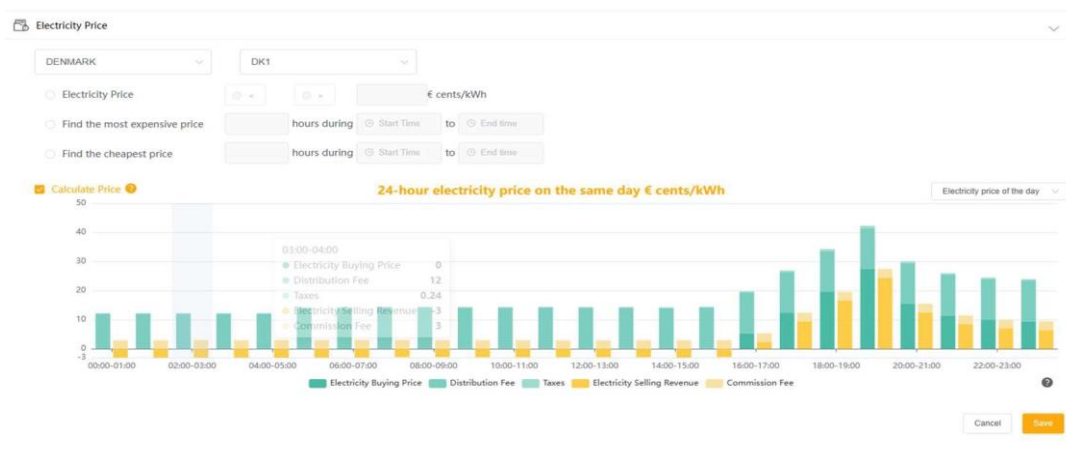 Electricity Price
DENMARK DK1
Electricity Price € cents/kWh
Find the most expensive price hours during Start Time to End time
Find the cheapest price hours during Start Time to End time
Calculate Price ? 24-hour electricity price on the same day € cents/kWh Electricity price of the day
50
40
30
20
10
0
-3
03:00-04:00
Electricity Buying Price 0
Distribution Fee 12
Taxes 0.24
Electricity Selling Revenue -3
Commission Fee 3
00:00-01:00 02:00-03:00 04:00-05:00 06:00-07:00 08:00-09:00 10:00-11:00 12:00-13:00 14:00-15:00 16:00-17:00 18:00-19:00 20:00-21:00 22:00-23:00
Electricity Buying Price Distribution Fee Taxes Electricity Selling Revenue Commission Fee ?
Cancel Save